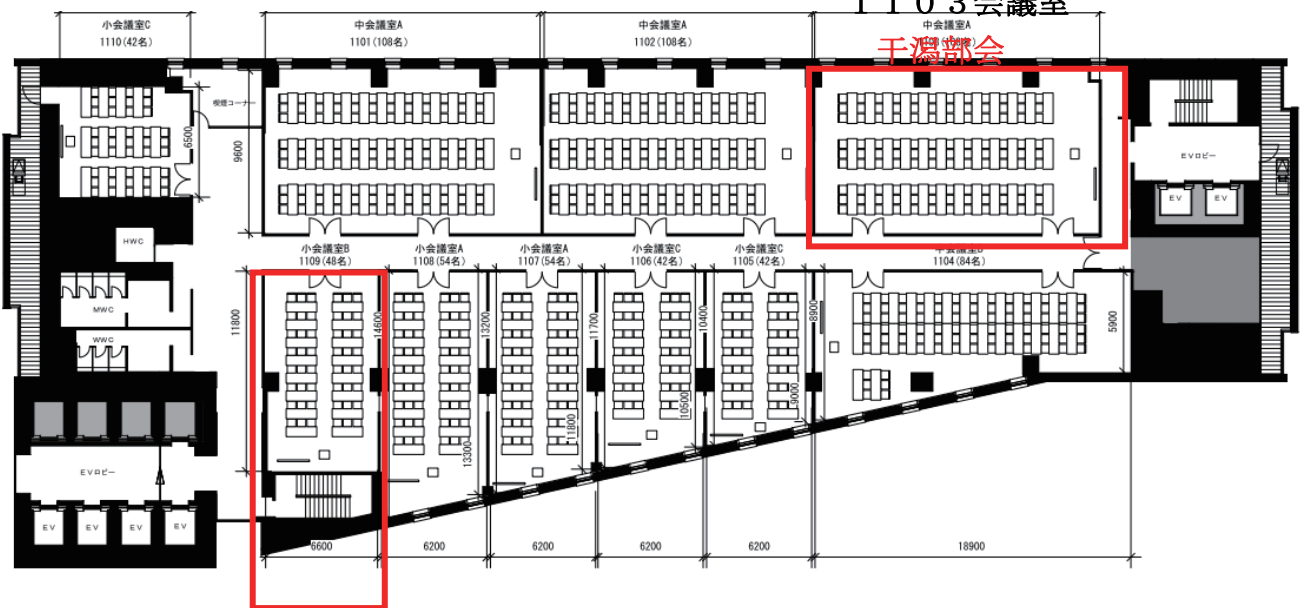 1103会議室
小会議室C
1110(42名)
中会議室A
1101(108名)
中会議室A
1102(108名)
中会議室A
干潟部会
喫煙コーナー
6500
9600
EVロビー
EV
EV
HWC
MWC
WWC
小会議室B
1109(48名)
小会議室A
1108(54名)
小会議室A
1107(54名)
小会議室C
1106(42名)
小会議室C
1105(42名)
1104(84名)
11800
14600
13200
11700
10400
8900
5900
9000
10500
11800
13300
EVロビー
EV
EV
EV
EV
6600
6200
6200
6200
6200
18900